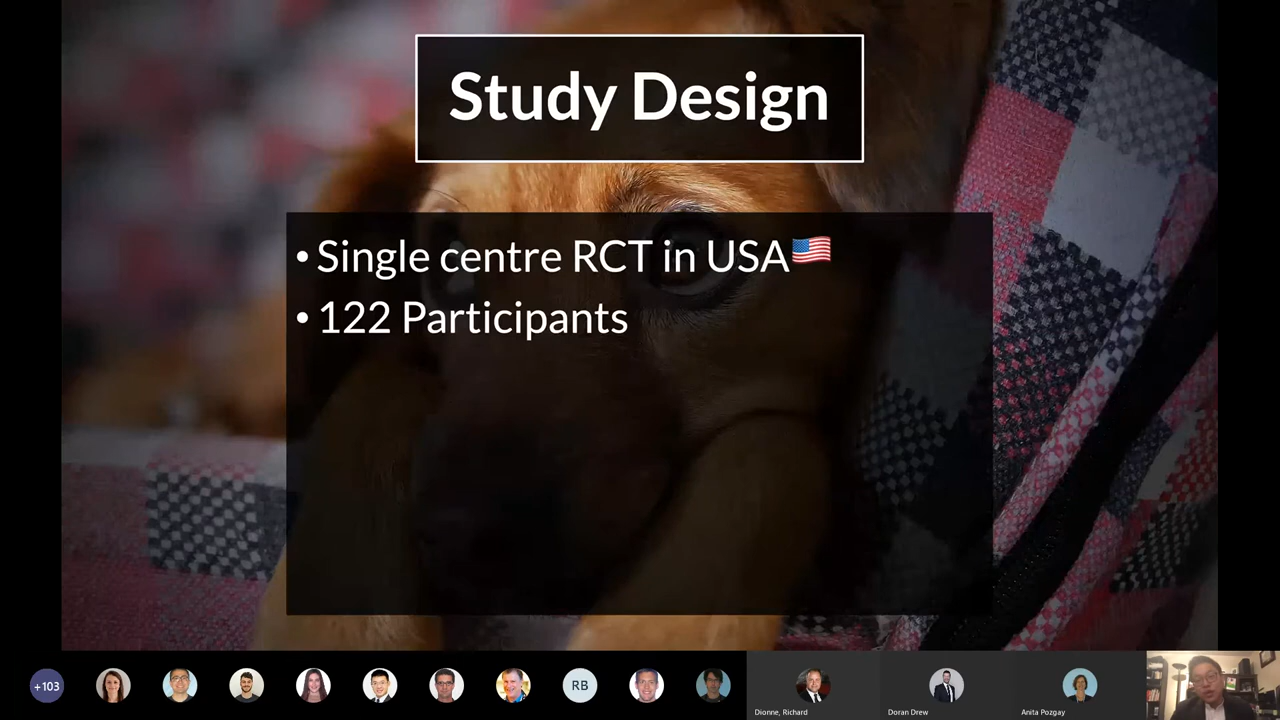 Study Design
• Single centre RCT in USA🇺🇸
• 122 Participants
+103
RB
Dionne, Richard
Doran Drew
Anita Pozgay